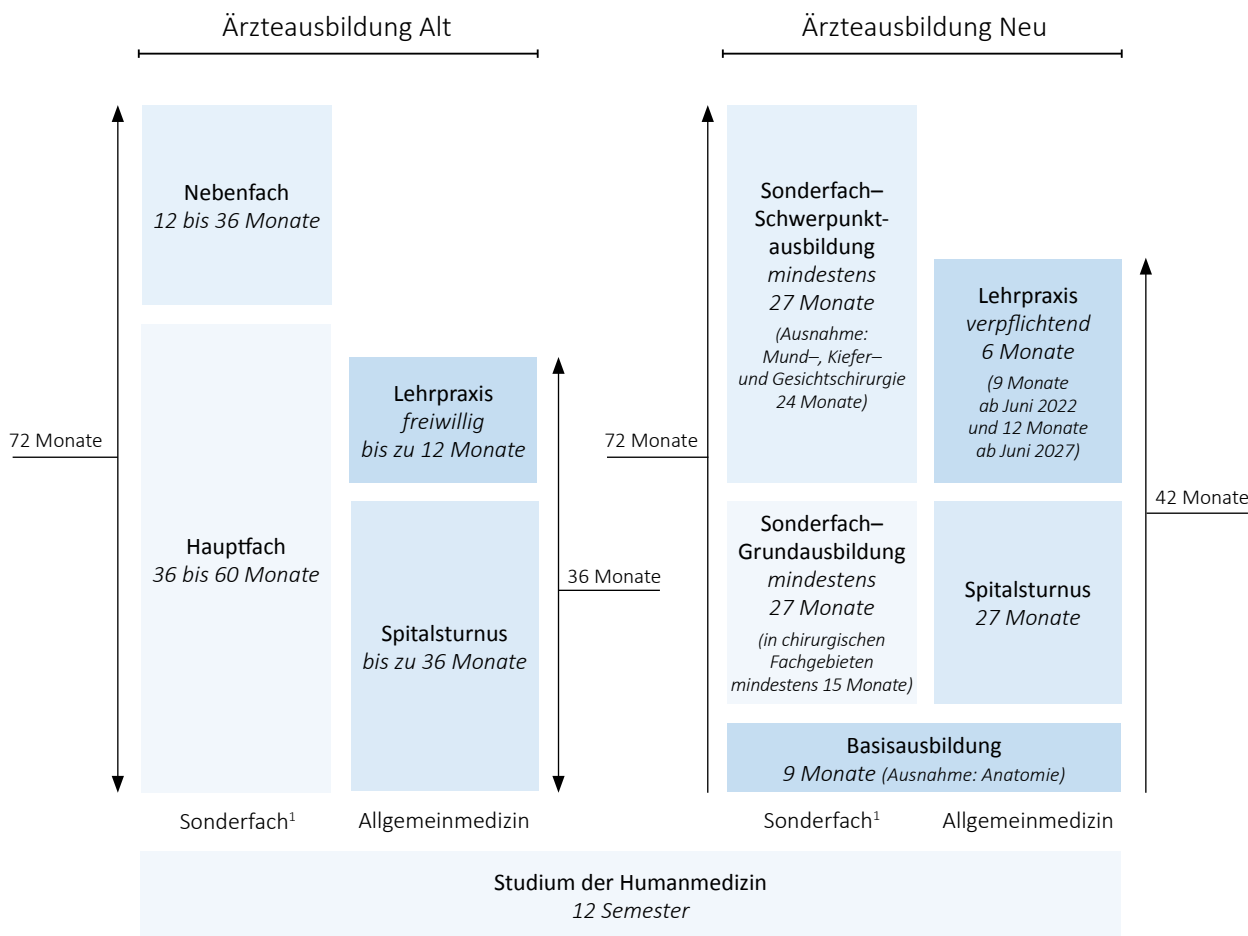 Ärzteausbildung Alt
Ärzteausbildung Neu
72 Monate
Nebenfach
12 bis 36 Monate
Hauptfach
36 bis 60 Monate
Lehrpraxis
freiwillig
bis zu 12 Monate
Spitalsturnus
bis zu 36 Monate
36 Monate
Sonderfach¹
Allgemeinmedizin
72 Monate
Sonderfach–
Schwerpunkt-
ausbildung
mindestens
27 Monate
(Ausnahme:
Mund–, Kiefer–
und Gesichtschirurgie
24 Monate)
Sonderfach–
Grundausbildung
mindestens
27 Monate
(in chirurgischen
Fachgebieten
mindestens 15 Monate)
Lehrpraxis
verpflichtend
6 Monate
(9 Monate
ab Juni 2022
und 12 Monate
ab Juni 2027)
Spitalsturnus
27 Monate
42 Monate
Basisausbildung
9 Monate (Ausnahme: Anatomie)
Sonderfach¹
Allgemeinmedizin
Studium der Humanmedizin
12 Semester